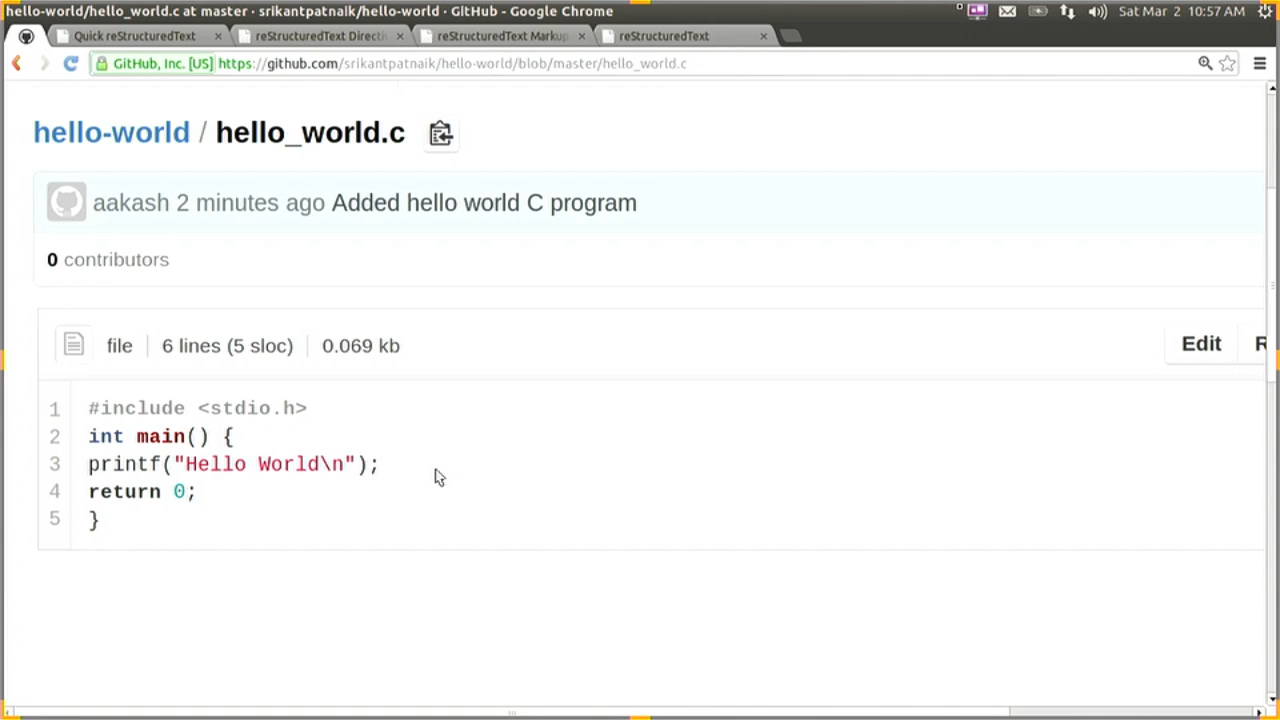 hello-world/hello_world.c at master · srikantpatnaik/hello-world · GitHub - Google Chrome
Sat Mar 2 10:57 AM
Quick reStructuredText
reStructuredText Directi
reStructuredText Markup
reStructuredText
GitHub, Inc. [US] https://github.com/srikantpatnaik/hello-world/blob/master/hello_world.c
hello-world / hello_world.c
aakash 2 minutes ago Added hello world C program
0 contributors
file 6 lines (5 sloc) 0.069 kb
Edit R
1 #include <stdio.h>
2 int main() {
3 printf("Hello World\n");
4 return 0;
5 }